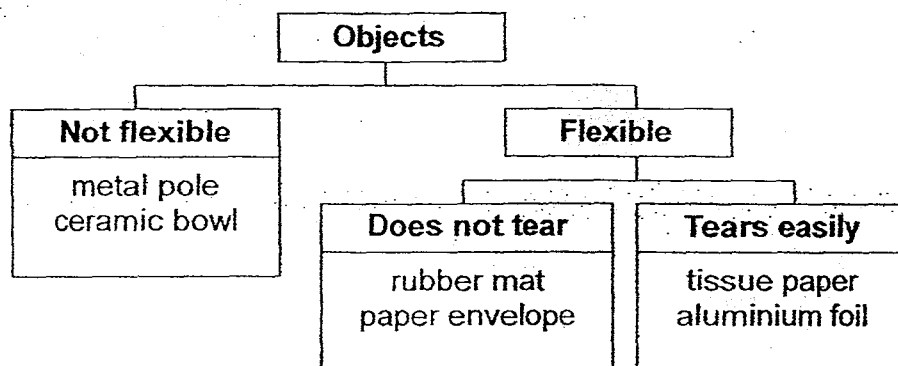 Objects
Not flexible
metal pole
ceramic bowl
Flexible
Does not tear
rubber mat
paper envelope
Tears easily
tissue paper
aluminium foil